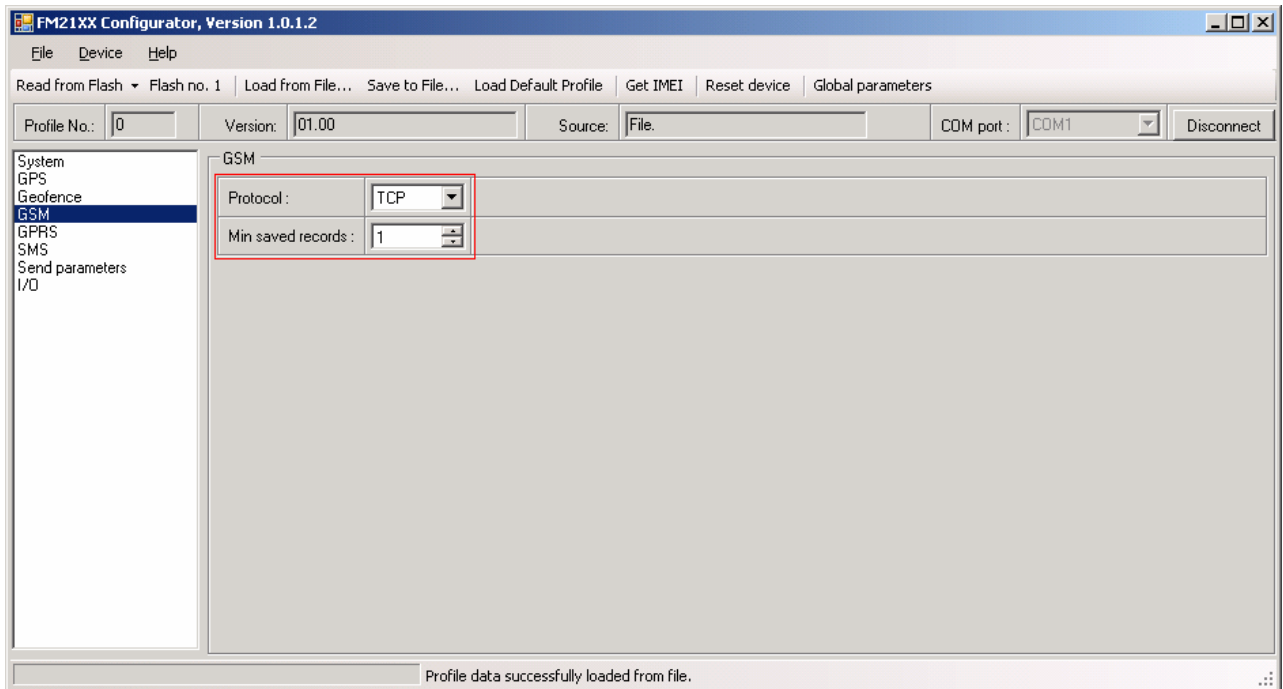 FM21XX Configurator, Version 1.0.1.2
File Device Help
Read from Flash Flash no. 1 Load from File... Save to File... Load Default Profile Get IMEI Reset device Global parameters
Profile No.: 0 Version: 01.00 Source: File. COM port : COM1 Disconnect
System
GPS
Geofence
GSM
GPRS
SMS
Send parameters
I/O
GSM
Protocol : TCP
Min saved records : 1
Profile data successfully loaded from file.